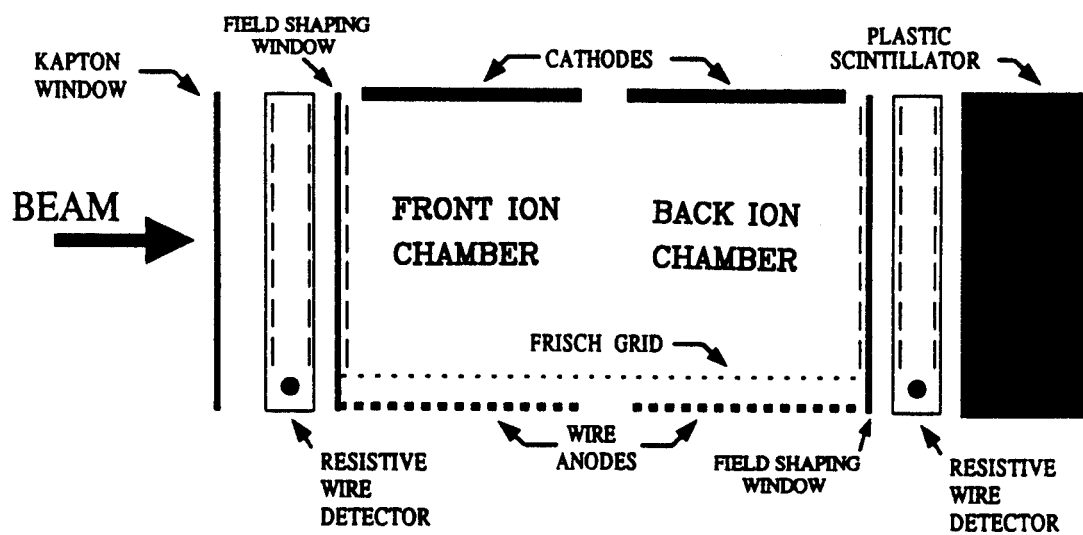 FIELD SHAPING
WINDOW
KAPTON
WINDOW
CATHODES
PLASTIC
SCINTILLATOR
BEAM
FRONT ION
CHAMBER
BACK ION
CHAMBER
FRISCH GRID
WIRE
ANODES
RESISTIVE
WIRE
DETECTOR
FIELD SHAPING
WINDOW
RESISTIVE
WIRE
DETECTOR